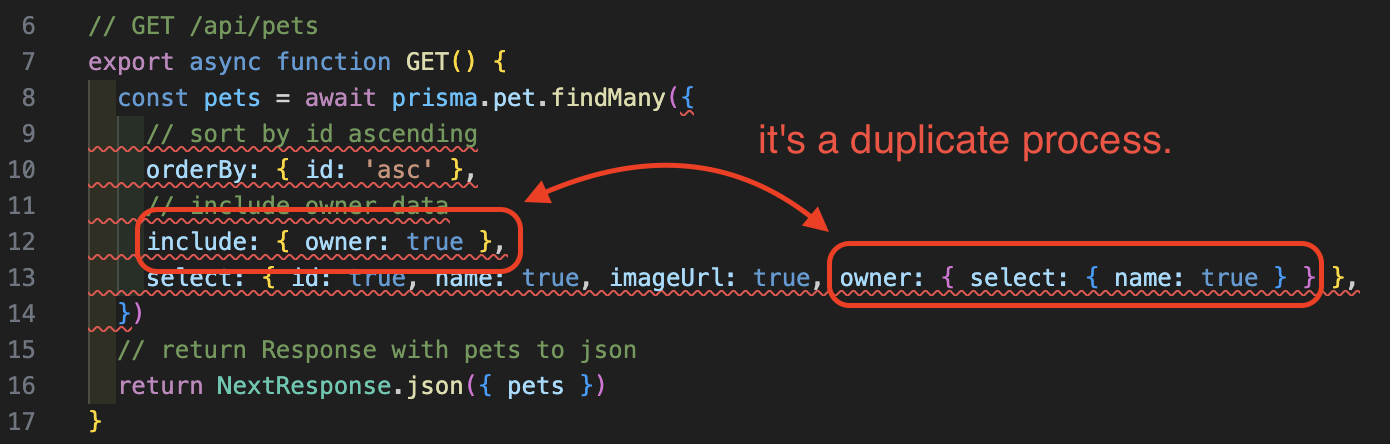 6 // GET /api/pets
7 export async function GET() {
8 const pets = await prisma.pet.findMany({
9 // sort by id ascending
it's a duplicate process.
10 orderBy: { id: 'asc' },
11 // include owner data
12 include: { owner: true },
13 select: { id: true, name: true, imageUrl: true, owner: { select: { name: true } } },
14 })
15 // return Response with pets to json
16 return NextResponse.json({ pets })
17 }